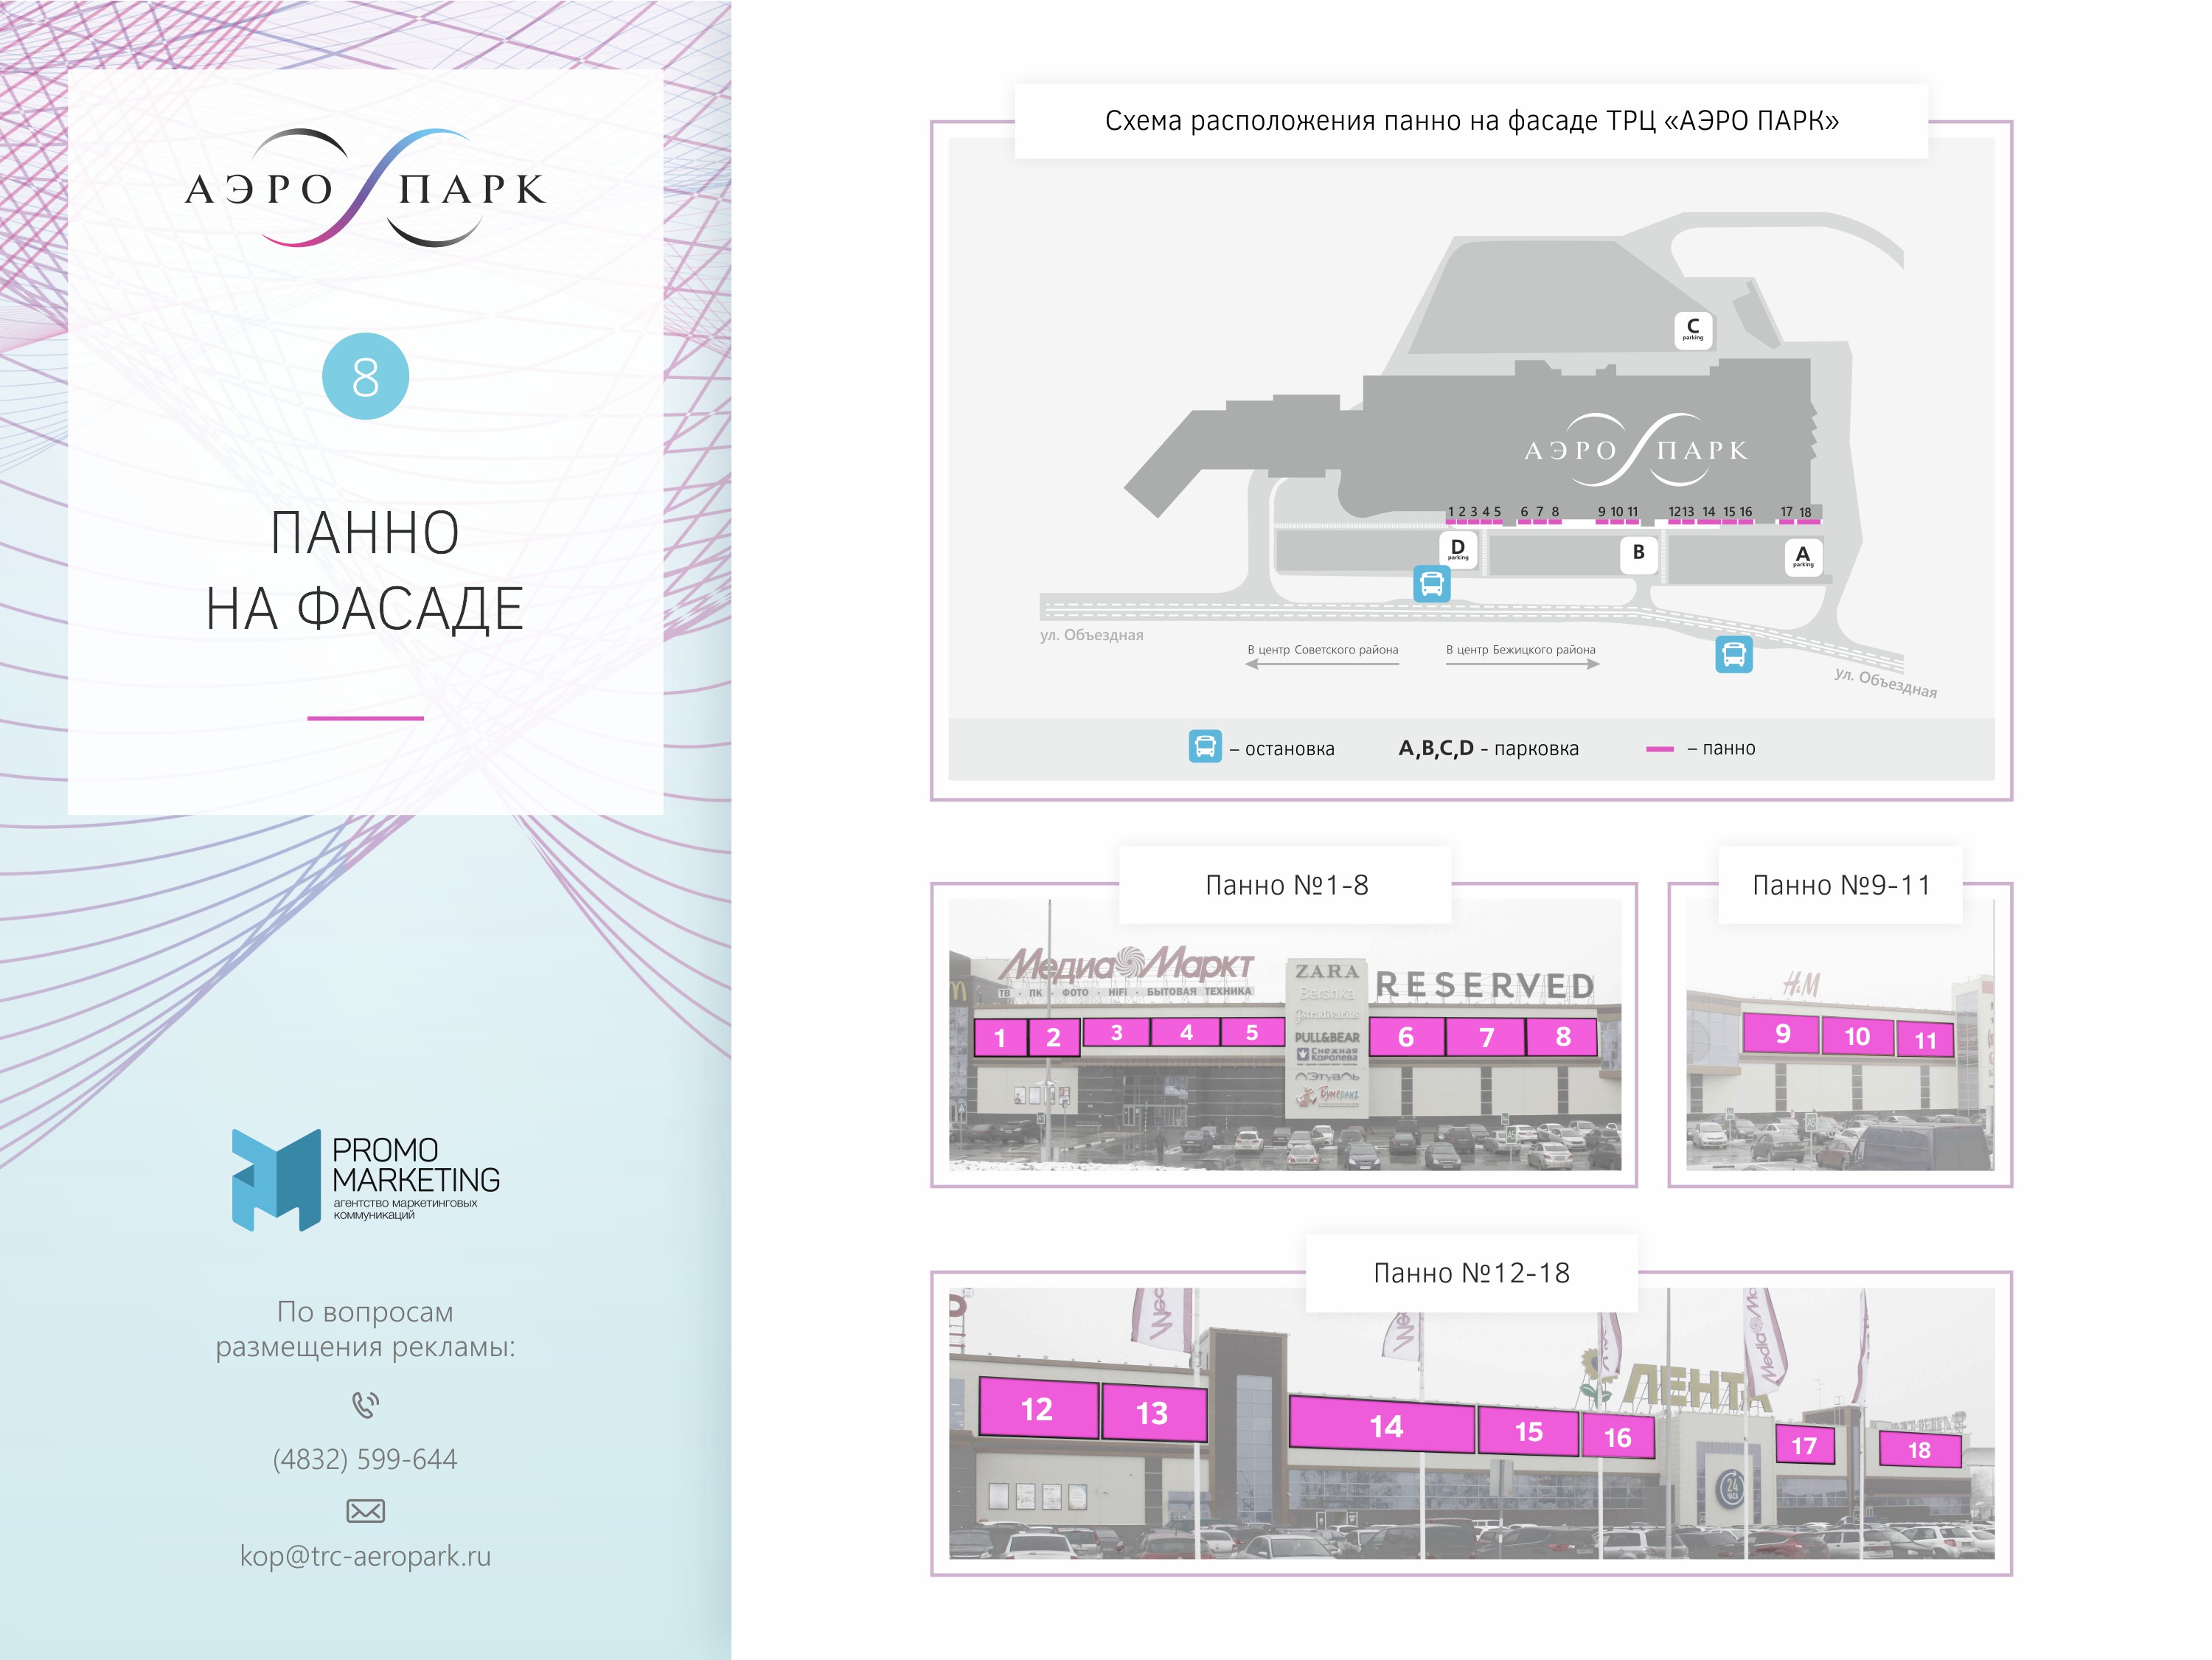 АЭРО ПАРК
8
ПАННО
НА ФАСАДЕ
PROMO
MARKETING
агентство маркетинговых
коммуникаций
По вопросам
размещения рекламы:
(4832) 599-644
kop@trc-aeropark.ru
Схема расположения панно на фасаде ТРЦ «АЭРО ПАРК»
C
parking
АЭРО ПАРК
1 2 3 4 5 6 7 8 9 10 11 12 13 14 15 16 17 18
D
parking
B
A
parking
ул. Объездная
В центр Советского района
В центр Бежицкого района
ул. Объездная
– остановка
A,B,C,D - парковка
– панно
Панно №1-8
МедиаМаркт
ТВ · ПК · ФОТО · HiFi · БЫТОВАЯ ТЕХНИКА
ZARA
Bershka
Stradivarius
PULL&BEAR
СНЕЖНАЯ
КОРОЛЕВА
Л'Этуаль
Бумеранг
RESERVED
1 2 3 4 5 6 7 8
Панно №9-11
H&M
9 10 11
Панно №12-18
ЛЕНТА
Media Ma
12 13 14 15 16 17 18
24
ЧАСА